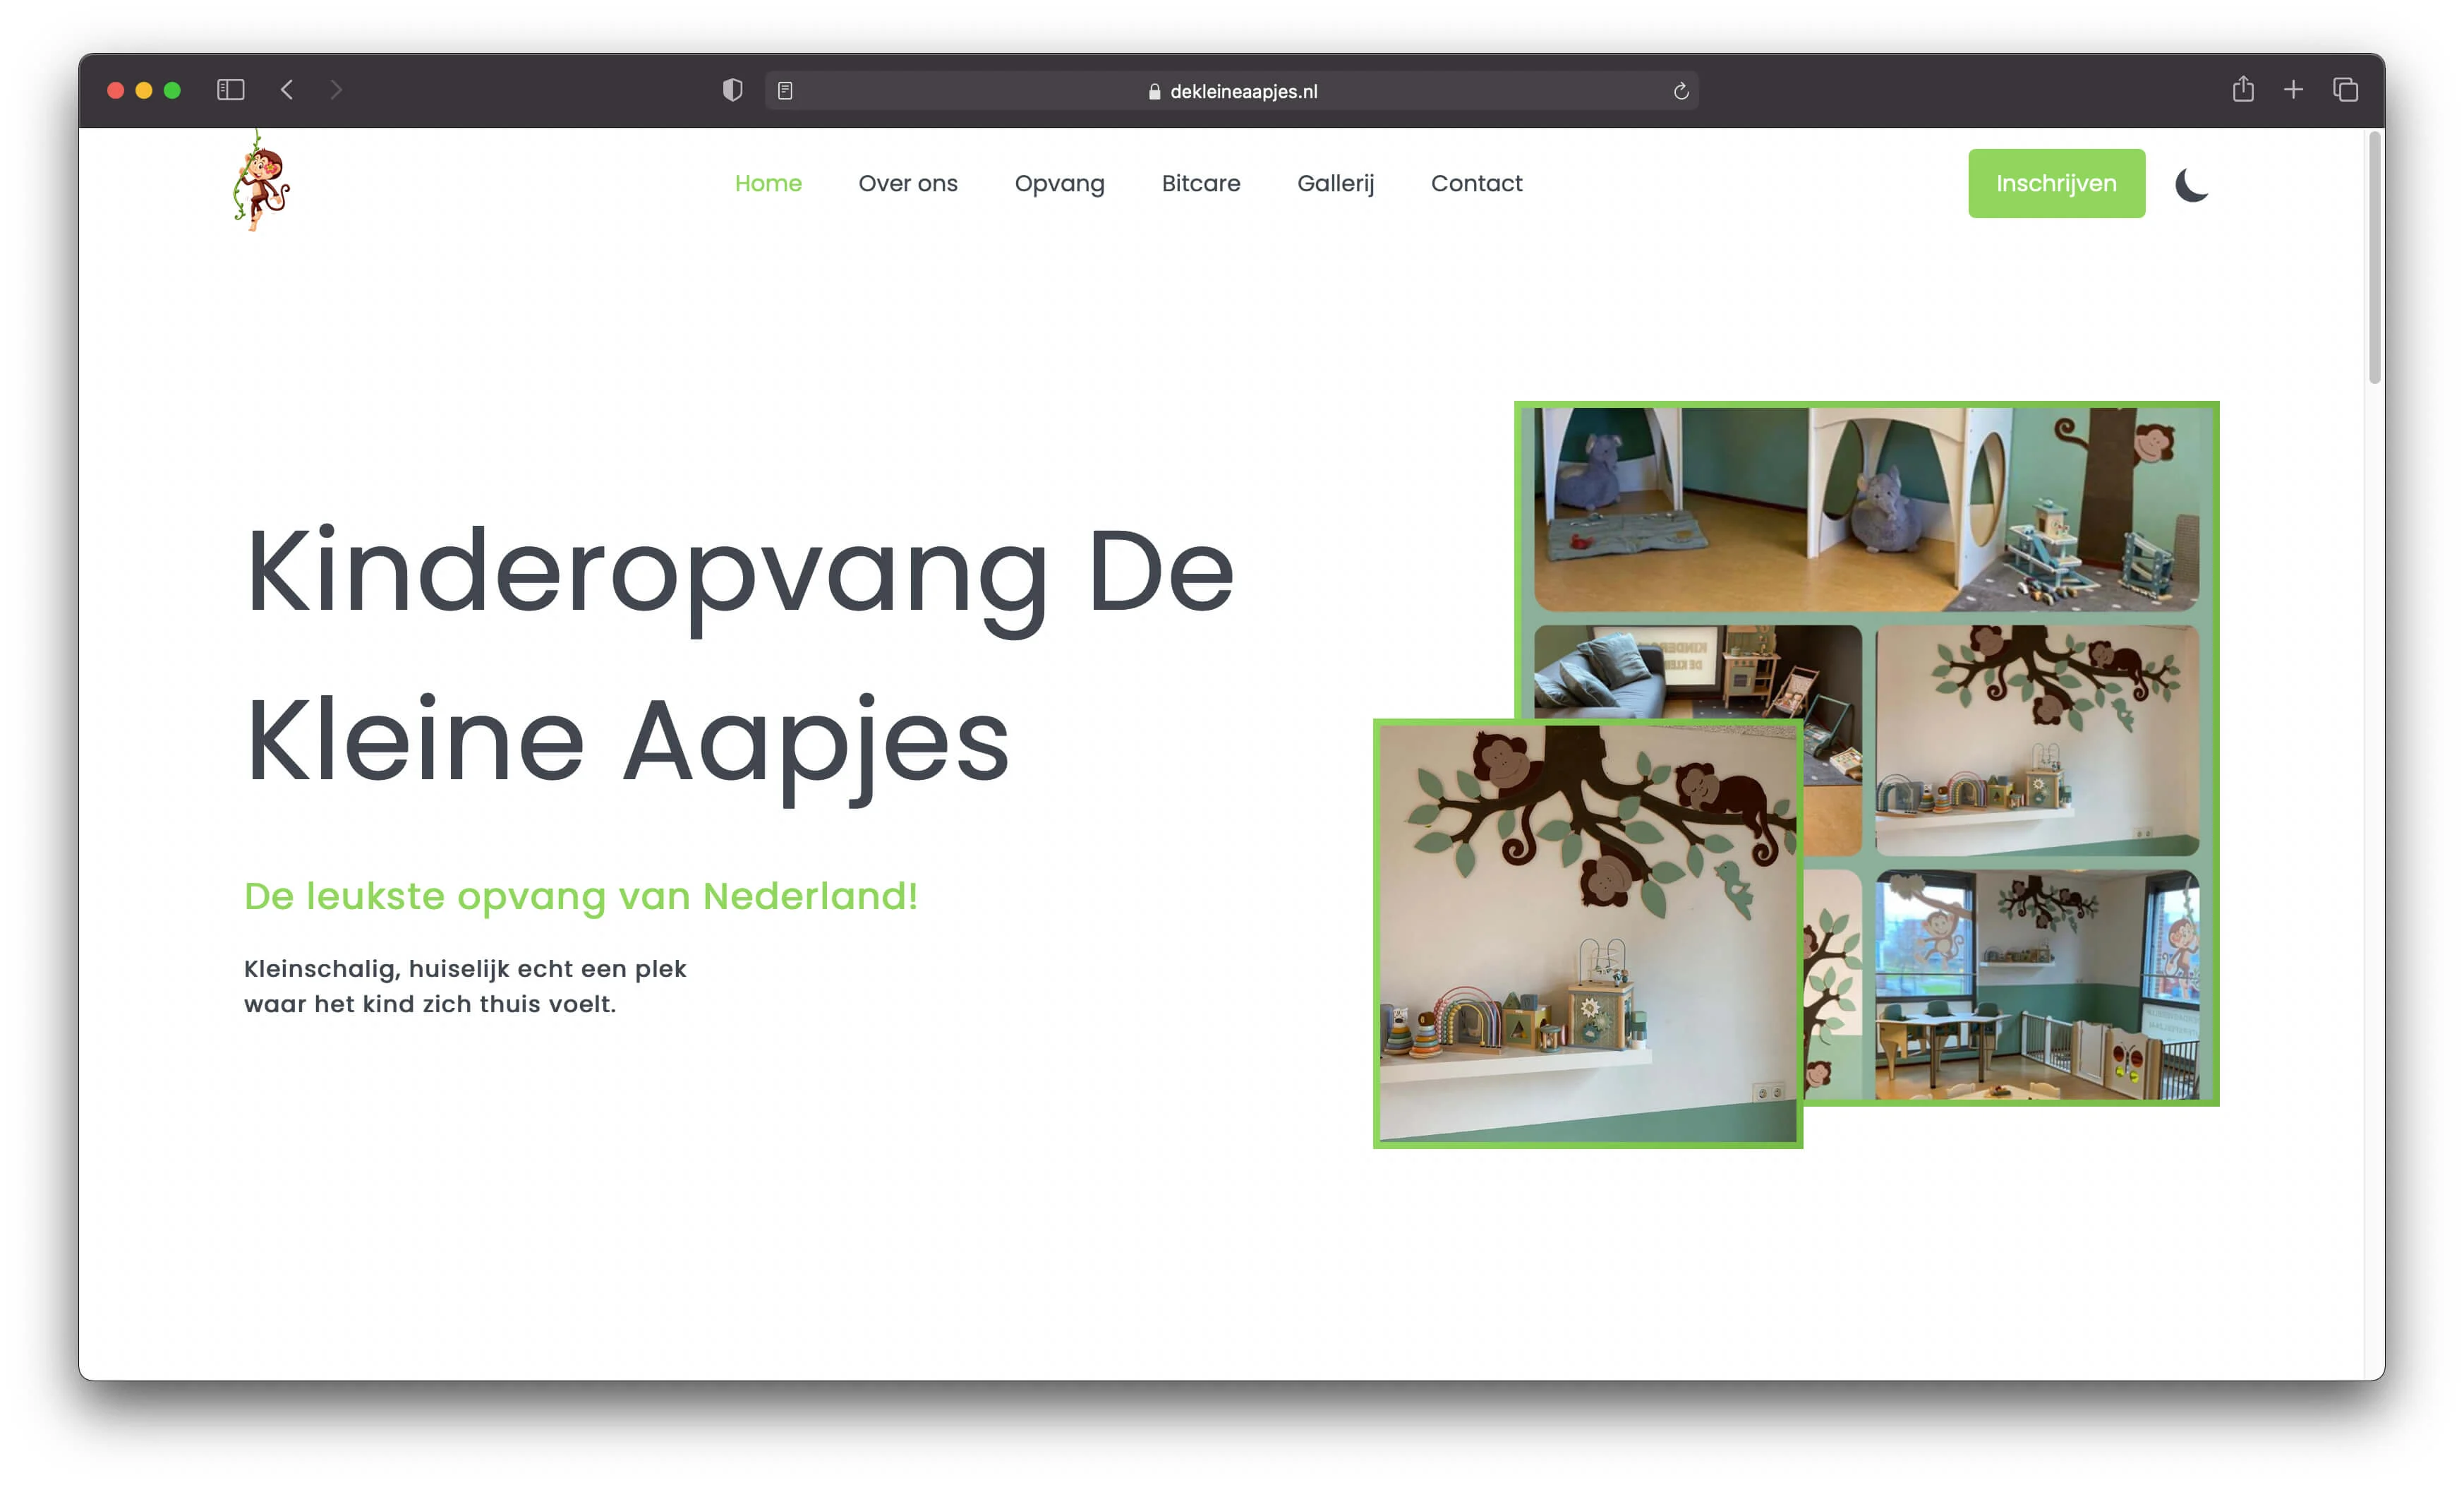 dekleineaapjes.nl
Home Over ons Opvang Bitcare Gallerij Contact
Inschrijven
Kinderopvang De
Kleine Aapjes
De leukste opvang van Nederland!
Kleinschalig, huiselijk echt een plek
waar het kind zich thuis voelt.